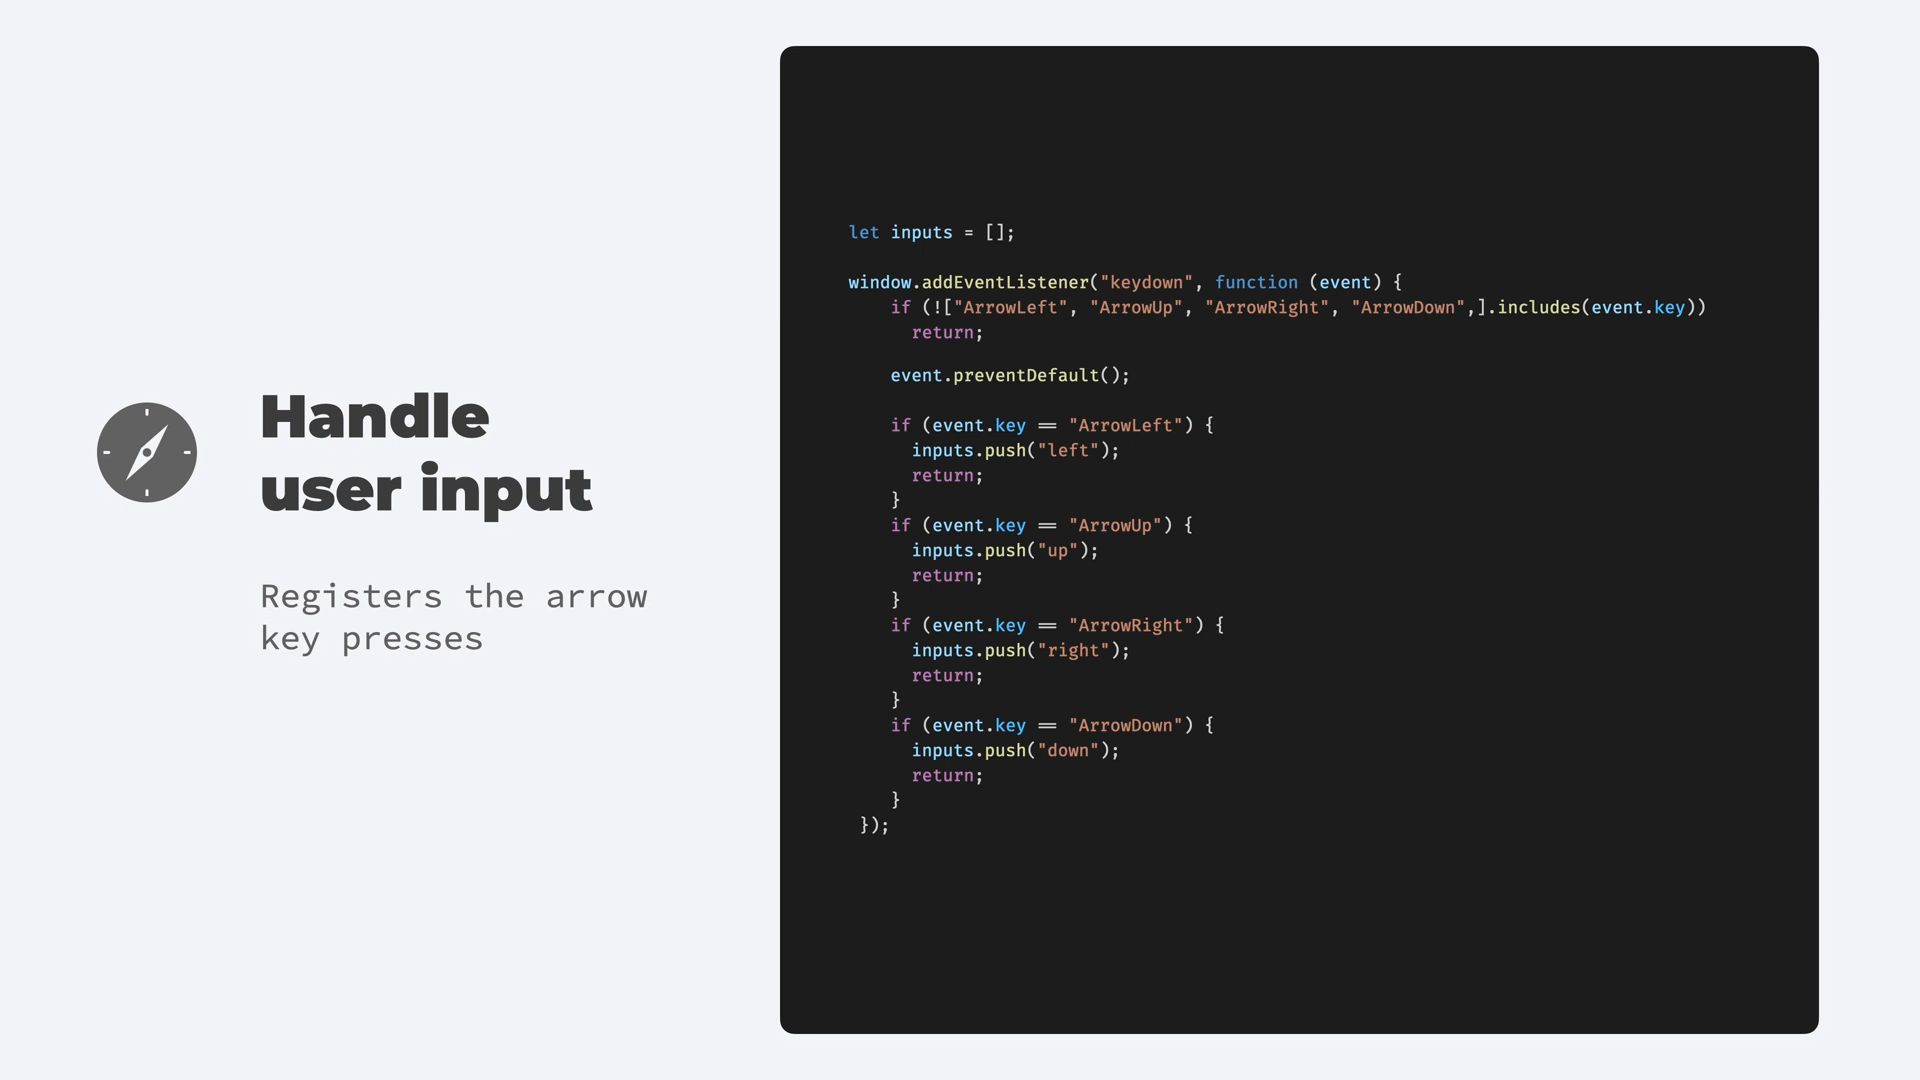 Handle
user input
Registers the arrow
key presses
let inputs = [];
window.addEventListener("keydown", function (event) {
    if (!["ArrowLeft", "ArrowUp", "ArrowRight", "ArrowDown",].includes(event.key))
      return;
    event.preventDefault();
    if (event.key == "ArrowLeft") {
      inputs.push("left");
      return;
    }
    if (event.key == "ArrowUp") {
      inputs.push("up");
      return;
    }
    if (event.key == "ArrowRight") {
      inputs.push("right");
      return;
    }
    if (event.key == "ArrowDown") {
      inputs.push("down");
      return;
    }
 });